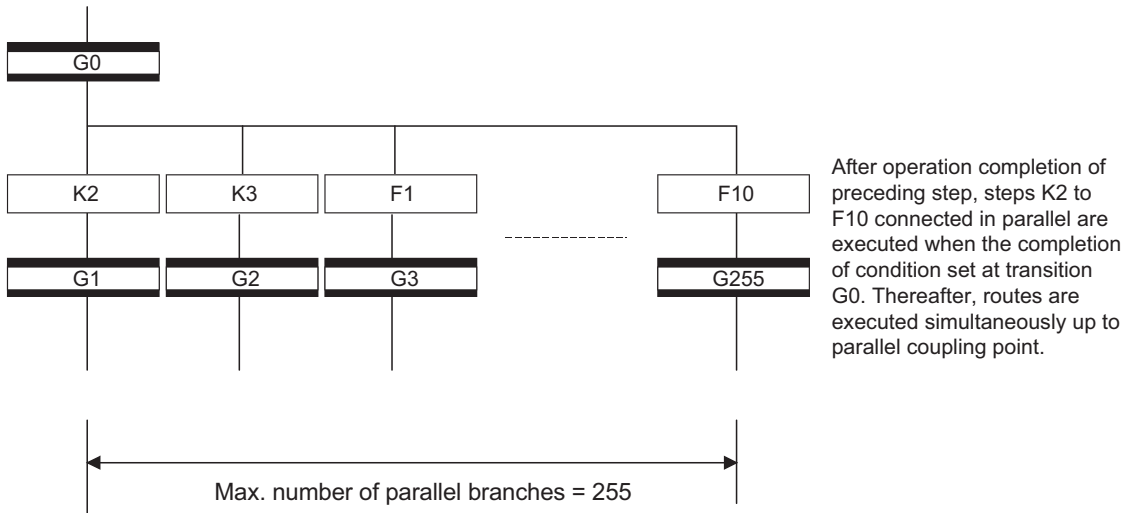 G0
K2
K3
F1
F10
G1
G2
G3
G255
After operation completion of
preceding step, steps K2 to
F10 connected in parallel are
executed when the completion
of condition set at transition
G0. Thereafter, routes are
executed simultaneously up to
parallel coupling point.
Max. number of parallel branches = 255